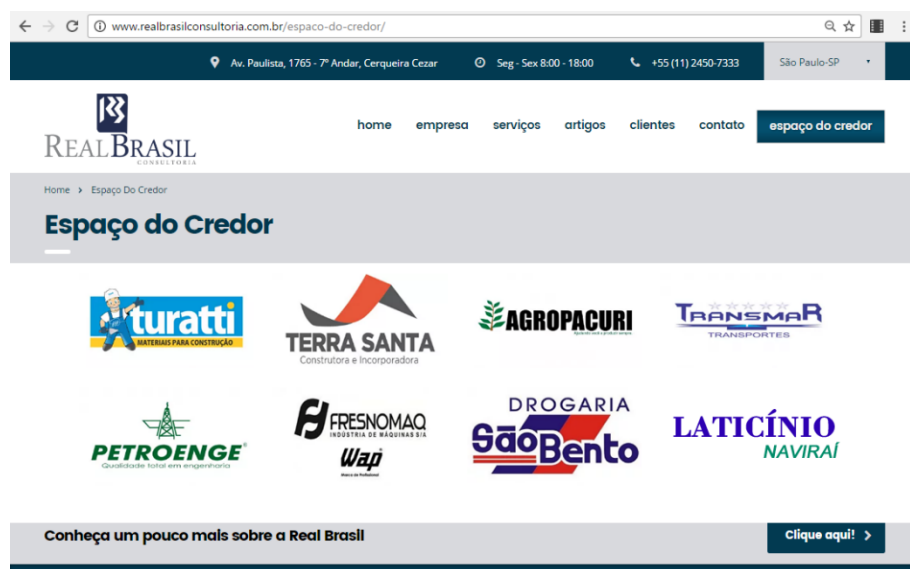 www.realbrasilconsultoria.com.br/espaco-do-credor/
Av. Paulista, 1765 - 7º Andar, Cerqueira Cezar
Seg - Sex 8:00 - 18:00
+55 (11) 2450-7333
São Paulo-SP
REAL BRASIL
CONSULTORIA
home empresa serviços artigos clientes contato espaço do credor
Home > Espaço Do Credor
Espaço do Credor
turatti
MATERIAIS PARA CONSTRUÇÃO
TERRA SANTA
Construtora e Incorporadora
AGROPACURI
TRANSMAR
TRANSPORTES
PETROENGE
Qualidade total em engenharia
FRESNOMAQ
INDÚSTRIA DE MÁQUINAS S/A
Wap
DROGARIA
São Bento
LATICÍNIO
NAVIRAÍ
Conheça um pouco mais sobre a Real Brasil
Clique aqui! >